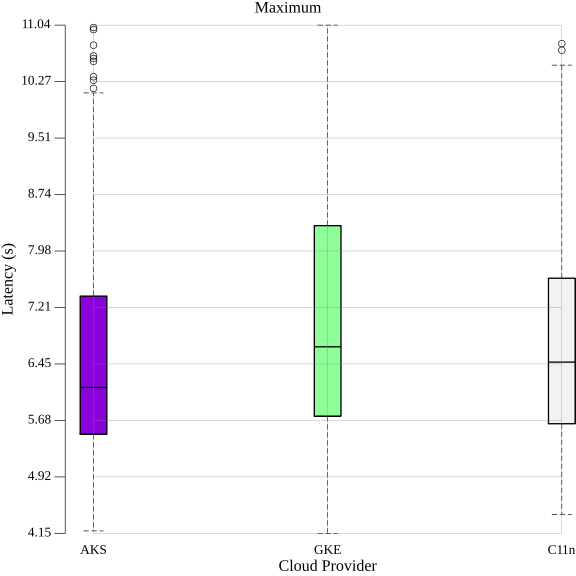 Maximum
11.04
10.27
9.51
8.74
7.98
7.21
6.45
5.68
4.92
4.15
Latency (s)
AKS GKE C11n
Cloud Provider